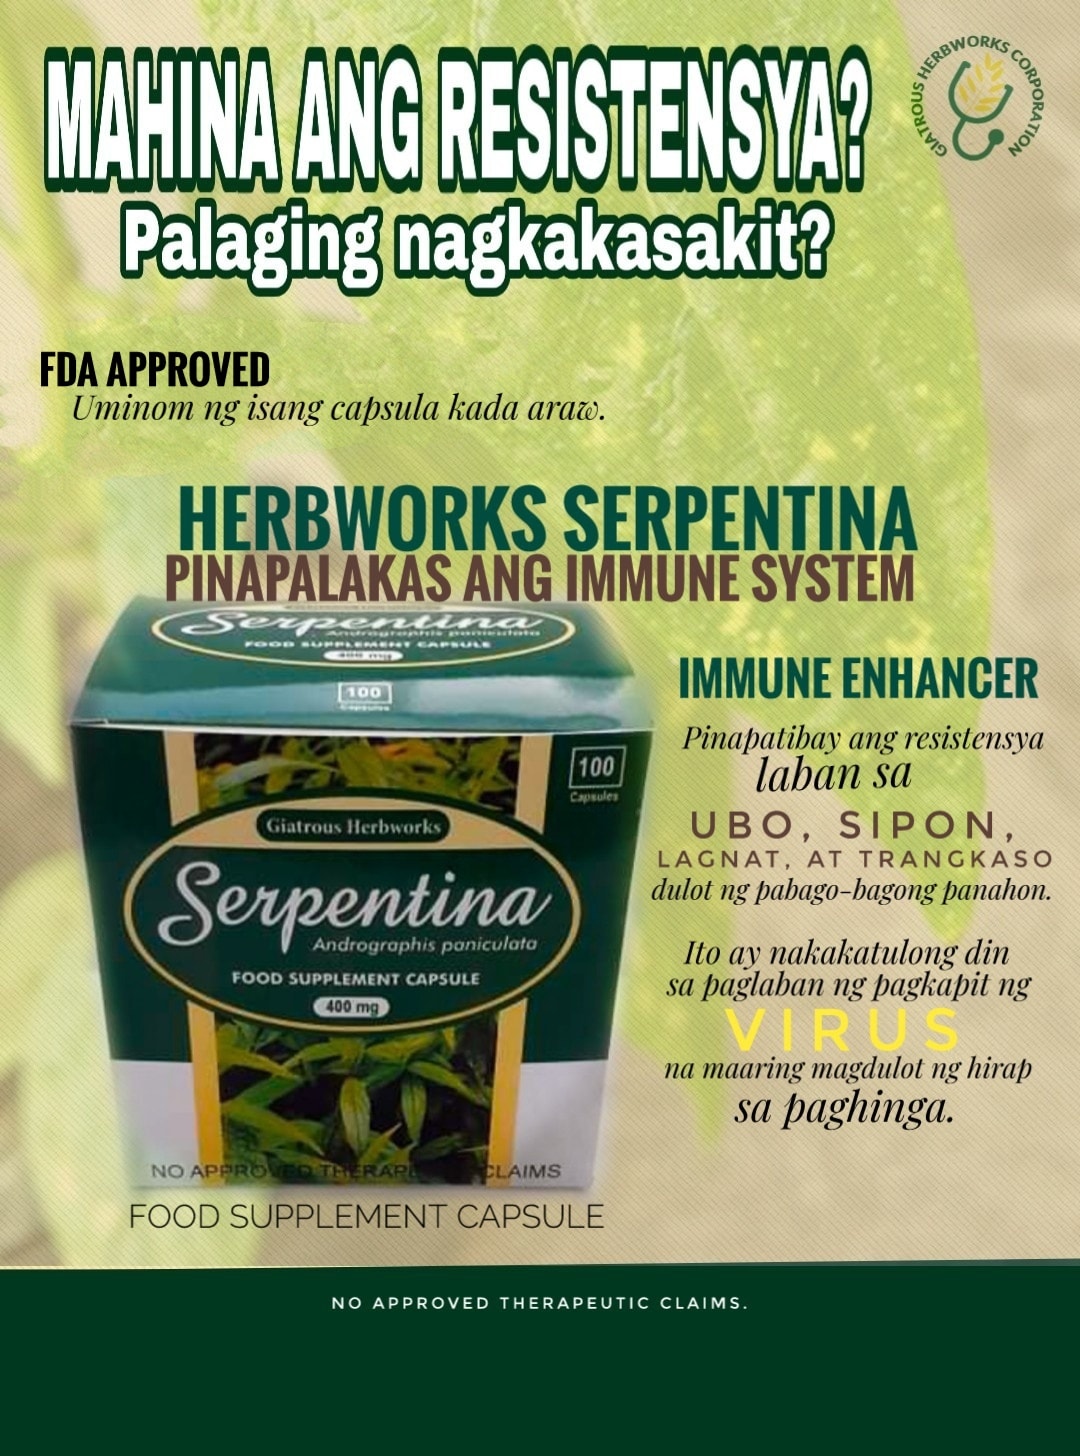 MAHINA ANG RESISTENSYA?
Palaging nagkakasakit?
GIATROUS HERBWORKS CORPORATION
FDA APPROVED
Uminom ng isang capsula kada araw.
HERBWORKS SERPENTINA
PINAPALAKAS ANG IMMUNE SYSTEM
Serpentina
Andrographis paniculata
FOOD SUPPLEMENT CAPSULE
400 mg
100
Capsules
100
Capsules
Giatrous Herbworks
Serpentina
Andrographis paniculata
FOOD SUPPLEMENT CAPSULE
400 mg
NO APPROVED THERAPEUTIC CLAIMS
FOOD SUPPLEMENT CAPSULE
IMMUNE ENHANCER
Pinapatibay ang resistensya
laban sa
UBO, SIPON,
LAGNAT, AT TRANGKASO
dulot ng pabago-bagong panahon.
Ito ay nakakatulong din
sa paglaban ng pagkapit ng
VIRUS
na maaring magdulot ng hirap
sa paghinga.
NO APPROVED THERAPEUTIC CLAIMS.